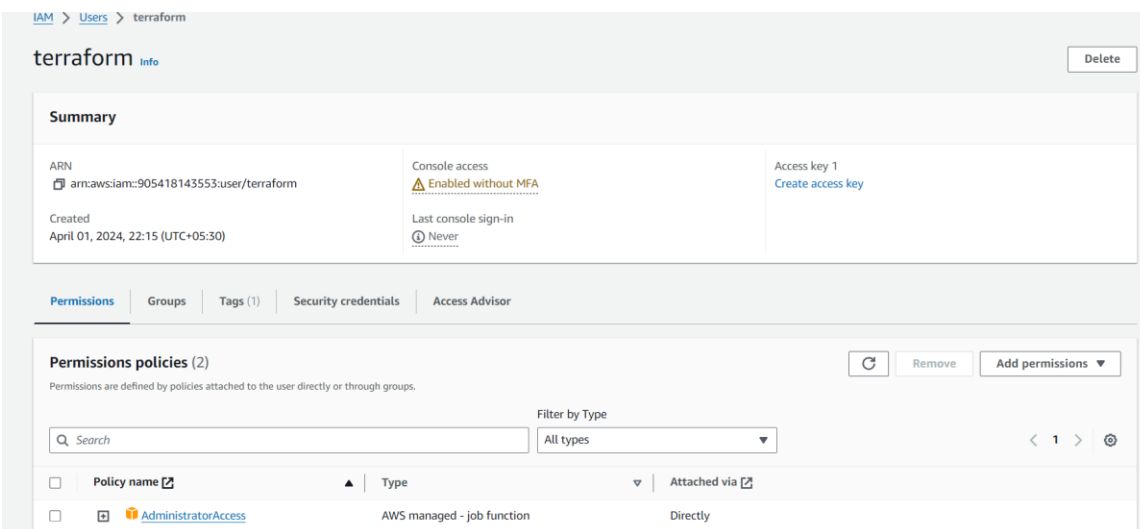 IAM > Users > terraform
terraform Info
Delete
Summary
ARN
arn:aws:iam::905418143553:user/terraform
Console access
Enabled without MFA
Access key 1
Create access key
Created
April 01, 2024, 22:15 (UTC+05:30)
Last console sign-in
Never
Permissions Groups Tags (1) Security credentials Access Advisor
Permissions policies (2)
Remove Add permissions
Permissions are defined by policies attached to the user directly or through groups.
Filter by Type
Search All types < 1 >
Policy name Type Attached via
AdministratorAccess AWS managed - job function Directly